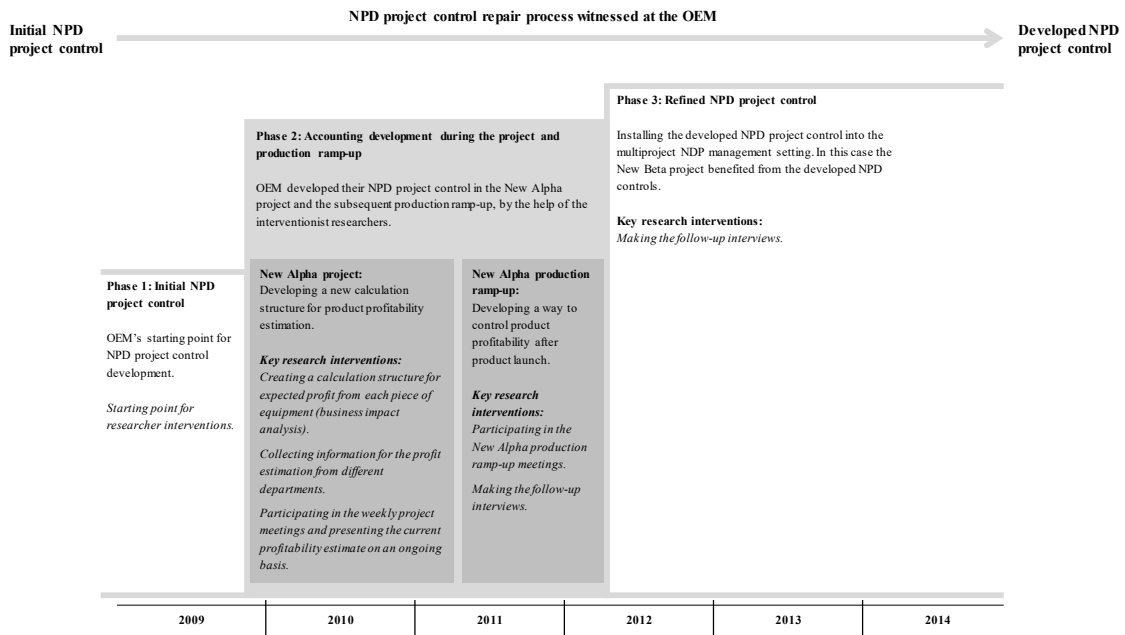 NPD project control repair process witnessed at the OEM
Initial NPD
project control
Developed NPD
project control
Phase 1: Initial NPD
project control
OEM's starting point for
NPD project control
development.
Starting point for
researcher interventions.
Phase 2: Accounting development during the project and
production ramp-up
OEM developed their NPD project control in the New Alpha
project and the subsequent production ramp-up, by the help of the
interventionist researchers.
New Alpha project:
Developing a new calculation
structure for product profitability
estimation.
Key research interventions:
Creating a calculation structure for
expected profit from each piece of
equipment (business impact
analysis).
Collecting information for the profit
estimation from different
departments.
Participating in the weekly project
meetings and presenting the current
profitability estimate on an ongoing
basis.
New Alpha production
ramp-up:
Developing a way to
control product
profitability after
product launch.
Key research
interventions:
Participating in the
New Alpha production
ramp-up meetings.
Making the follow-up
interviews.
Phase 3: Refined NPD project control
Installing the developed NPD project control into the
multiproject NDP management setting. In this case the
New Beta project benefited from the developed NPD
controls.
Key research interventions:
Making the follow-up interviews.
2009
2010
2011
2012
2013
2014